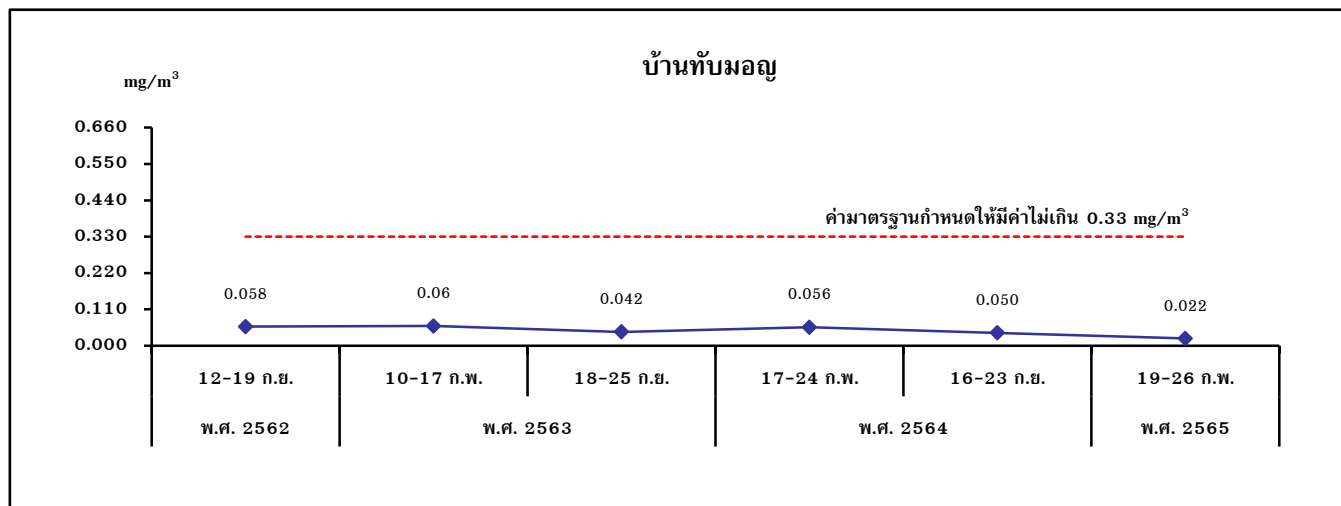 บ้านทับมอญ
mg/m³
0.660
0.550
0.440
0.330
0.220
0.110
0.000
ค่ามาตรฐานกำหนดให้มีค่าไม่เกิน 0.33 mg/m³
0.058 0.06 0.042 0.056 0.050 0.022
12-19 ก.ย. 10-17 ก.พ. 18-25 ก.ย. 17-24 ก.พ. 16-23 ก.ย. 19-26 ก.พ.
พ.ศ. 2562 พ.ศ. 2563 พ.ศ. 2564 พ.ศ. 2565